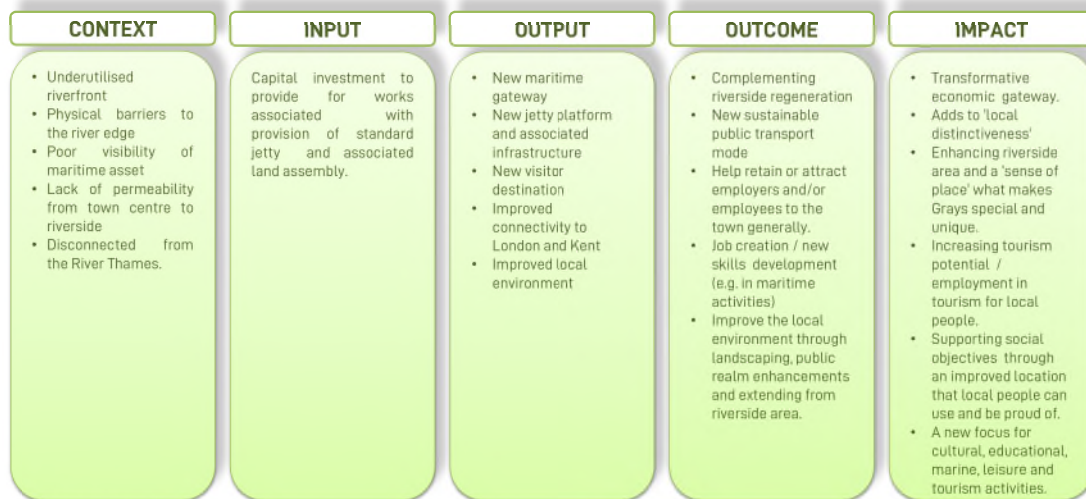 CONTEXT
• Underutilised
riverfront
• Physical barriers to
the river edge
• Poor visibility of
maritime asset
• Lack of permeability
from town centre to
riverside
• Disconnected from
the River Thames.
INPUT
Capital investment to
provide for works
associated with
provision of standard
jetty and associated
land assembly.
OUTPUT
• New maritime
gateway
• New jetty platform
and associated
infrastructure
• New visitor
destination
• Improved
connectivity to
London and Kent
• Improved local
environment
OUTCOME
• Complementing
riverside regeneration
• New sustainable
public transport
mode
• Help retain or attract
employers and/or
employees to the
town generally.
• Job creation / new
skills development
(e.g. in maritime
activities)
• Improve the local
environment through
landscaping, public
realm enhancements
and extending from
riverside area.
IMPACT
• Transformative
economic gateway.
• Adds to 'local
distinctiveness'
• Enhancing riverside
area and a 'sense of
place' what makes
Grays special and
unique.
• Increasing tourism
potential /
employment in
tourism for local
people.
• Supporting social
objectives through
an improved location
that local people can
use and be proud of.
• A new focus for
cultural, educational,
marine, leisure and
tourism activities.